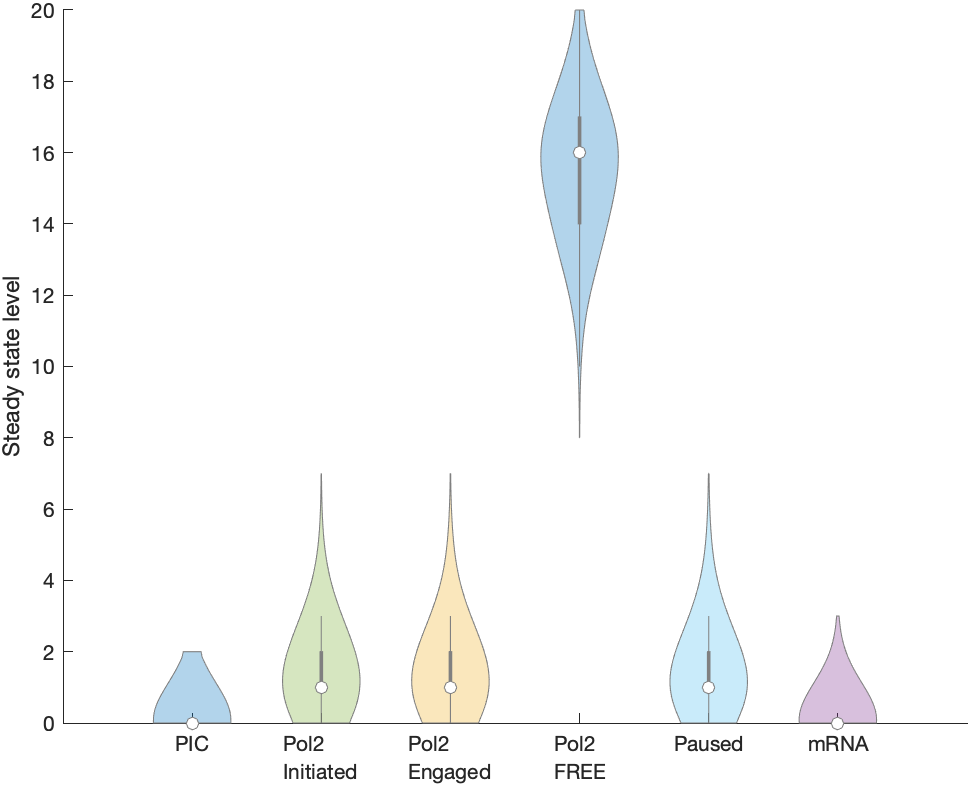 20
18
16
14
12
10
8
6
4
2
0
Steady state level
PIC
Pol2
Initiated
Pol2
Engaged
Pol2
FREE
Paused
mRNA